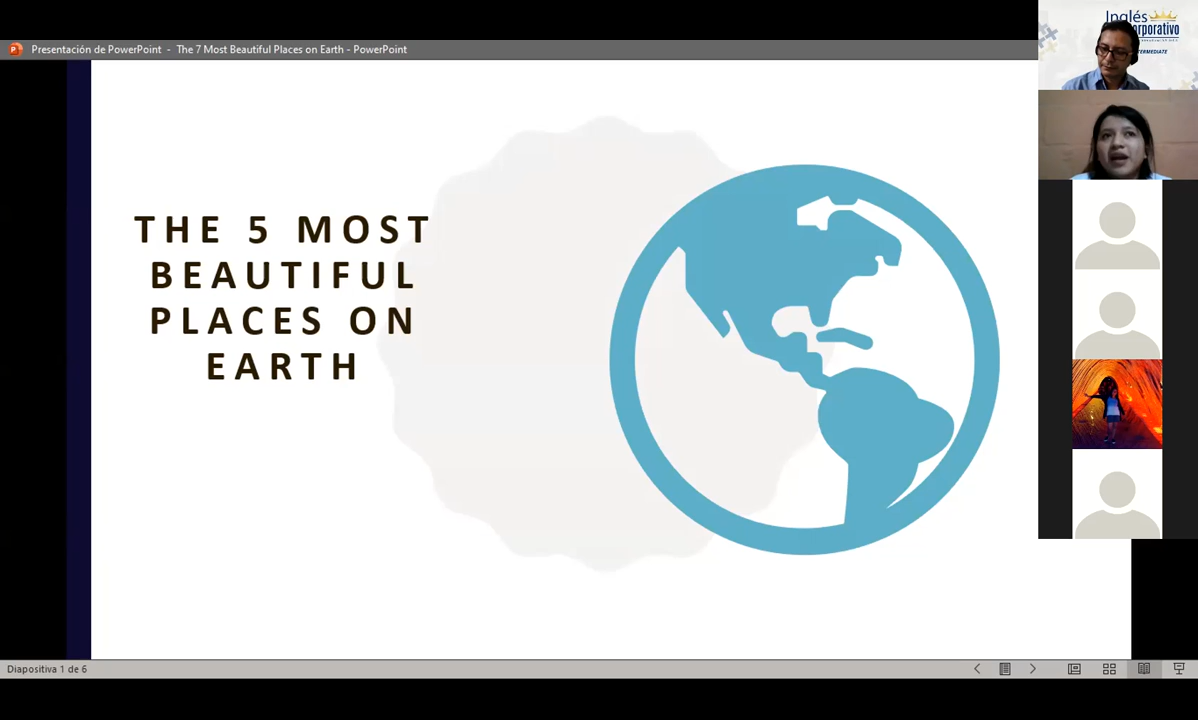 Presentación de PowerPoint - The 7 Most Beautiful Places on Earth - PowerPoint
Inglés
THE 5 MOST
BEAUTIFUL
PLACES ON
EARTH
Diapositiva 1 de 6